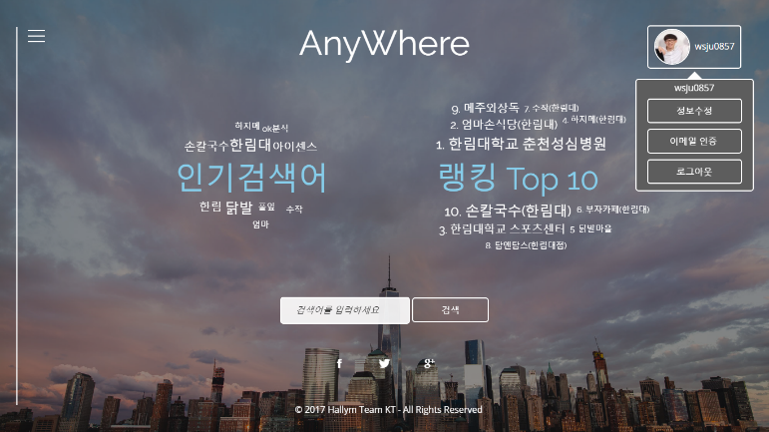 AnyWhere
wsju0857
wsju0857
정보수정
이메일 인증
로그아웃
하지메 ok분석
손칼국수 한림대 아이센스
인기검색어
한림 닭발 수작
엄마
9. 메주와상독 7. 수작(한림대)
2. 엄마손식당(한림대) 4. 하지메(한림대)
1. 한림대학교 춘천성심병원
랭킹 Top 10
10. 손칼국수(한림대) 6. 부자카페(한림대)
3. 한림대학교 스포츠센터 5. 닭발마을
8. 탐앤탐스(한림대점)
검색어를 입력하세요
검색
f
g+
© 2017 Hallym Team KT - All Rights Reserved